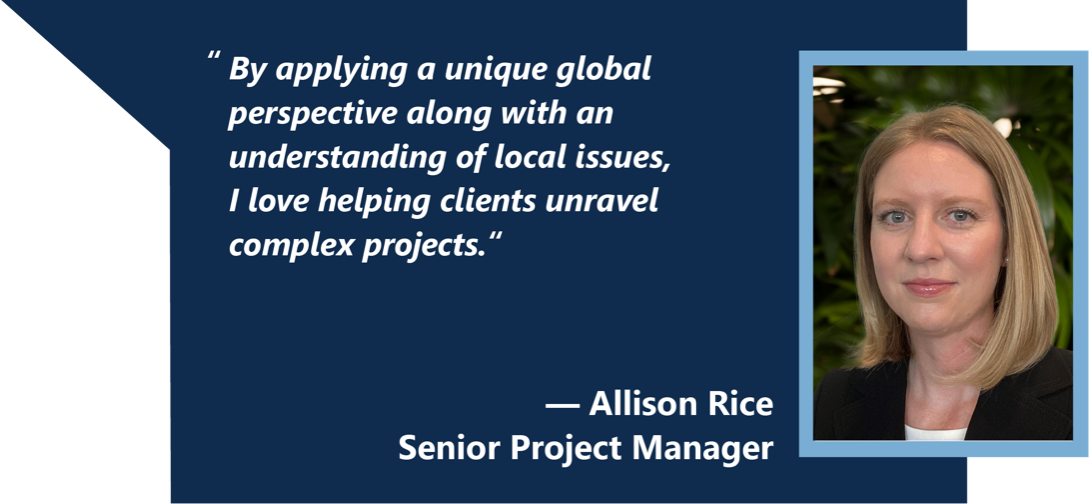 “ By applying a unique global
perspective along with an
understanding of local issues,
I love helping clients unravel
complex projects.“
— Allison Rice
Senior Project Manager